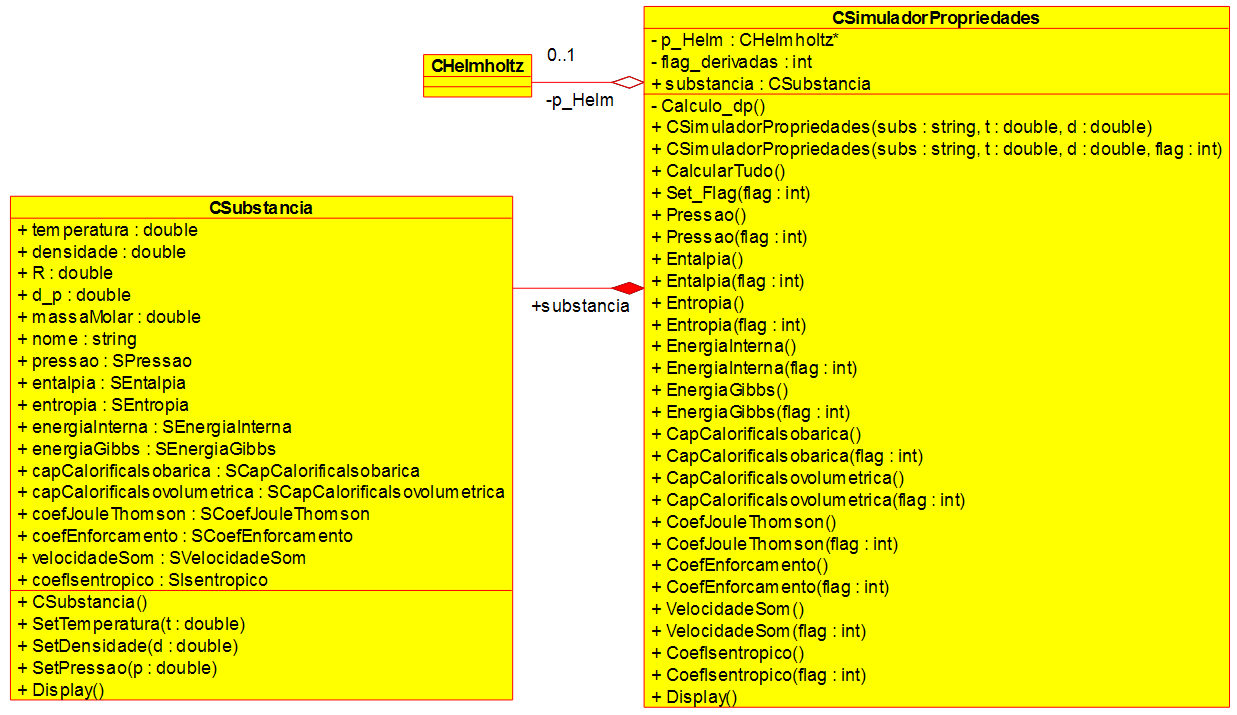 CHelmholtz
0..1
-p_Helm
CSimuladorPropriedades
- p_Helm : CHelmholtz*
- flag_derivadas : int
+ substancia : CSubstancia
- Calculo_dp()
+ CSimuladorPropriedades(subs : string, t : double, d : double)
+ CSimuladorPropriedades(subs : string, t : double, d : double, flag : int)
+ CalcularTudo()
+ Set_Flag(flag : int)
+ Pressao()
+ Pressao(flag : int)
+ Entalpia()
+ Entalpia(flag : int)
+ Entropia()
+ Entropia(flag : int)
+ EnergiaInterna()
+ EnergiaInterna(flag : int)
+ EnergiaGibbs()
+ EnergiaGibbs(flag : int)
+ CapCalorificaIsobarica()
+ CapCalorificaIsobarica(flag : int)
+ CapCalorificaIsovolumetrica()
+ CapCalorificaIsovolumetrica(flag : int)
+ CoefJouleThomson()
+ CoefJouleThomson(flag : int)
+ CoefEnforcamento()
+ CoefEnforcamento(flag : int)
+ VelocidadeSom()
+ VelocidadeSom(flag : int)
+ CoefIsentropico()
+ CoefIsentropico(flag : int)
+ Display()
CSubstancia
+ temperatura : double
+ densidade : double
+ R : double
+ d_p : double
+ massaMolar : double
+ nome : string
+ pressao : SPressao
+ entalpia : SEntalpia
+ entropia : SEntropia
+ energiaInterna : SEnergiaInterna
+ energiaGibbs : SEnergiaGibbs
+ capCalorificaIsobarica : SCapCalorificaIsobarica
+ capCalorificaIsovolumetrica : SCapCalorificaIsovolumetrica
+ coefJouleThomson : SCoefJouleThomson
+ coefEnforcamento : SCoefEnforcamento
+ velocidadeSom : SVelocidadeSom
+ coefIsentropico : SIsentropico
+ CSubstancia()
+ SetTemperatura(t : double)
+ SetDensidade(d : double)
+ SetPressao(p : double)
+ Display()
+substancia